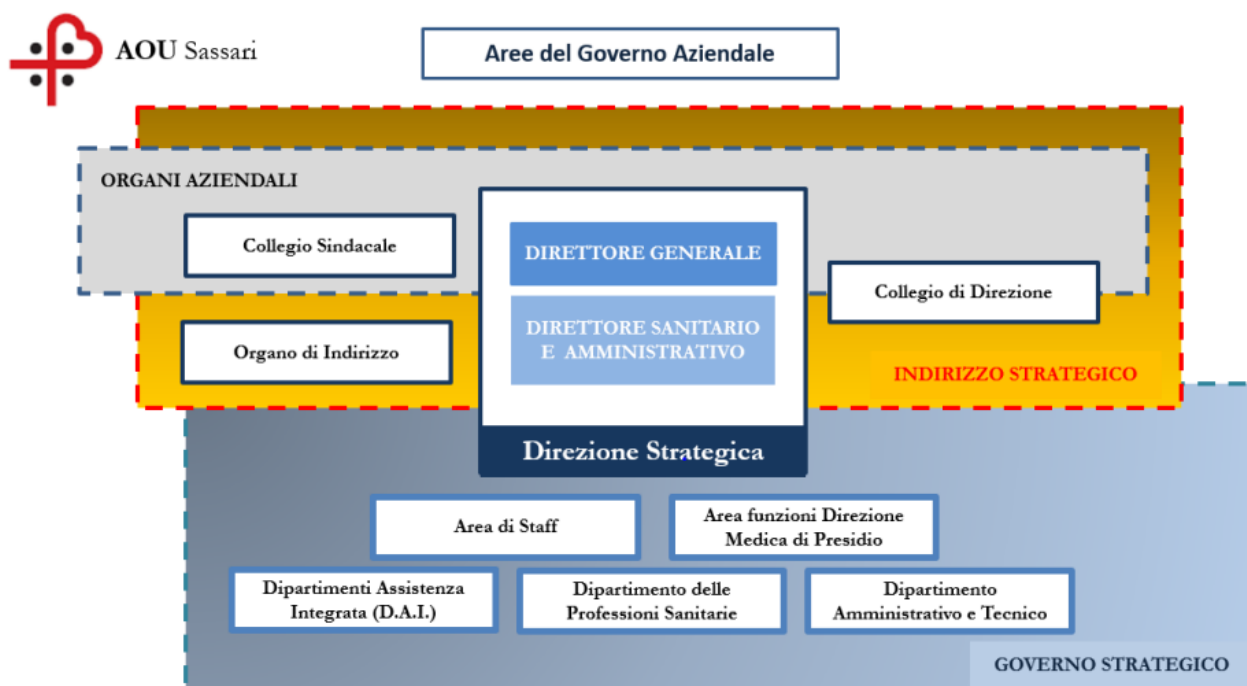 AOU Sassari
Aree del Governo Aziendale
ORGANI AZIENDALI
Collegio Sindacale
DIRETTORE GENERALE
Collegio di Direzione
DIRETTORE SANITARIO
E AMMINISTRATIVO
Organo di Indirizzo
INDIRIZZO STRATEGICO
Direzione Strategica
Area di Staff
Area funzioni Direzione
Medica di Presidio
Dipartimenti Assistenza
Integrata (D.A.I.)
Dipartimento delle
Professioni Sanitarie
Dipartimento
Amministrativo e Tecnico
GOVERNO STRATEGICO